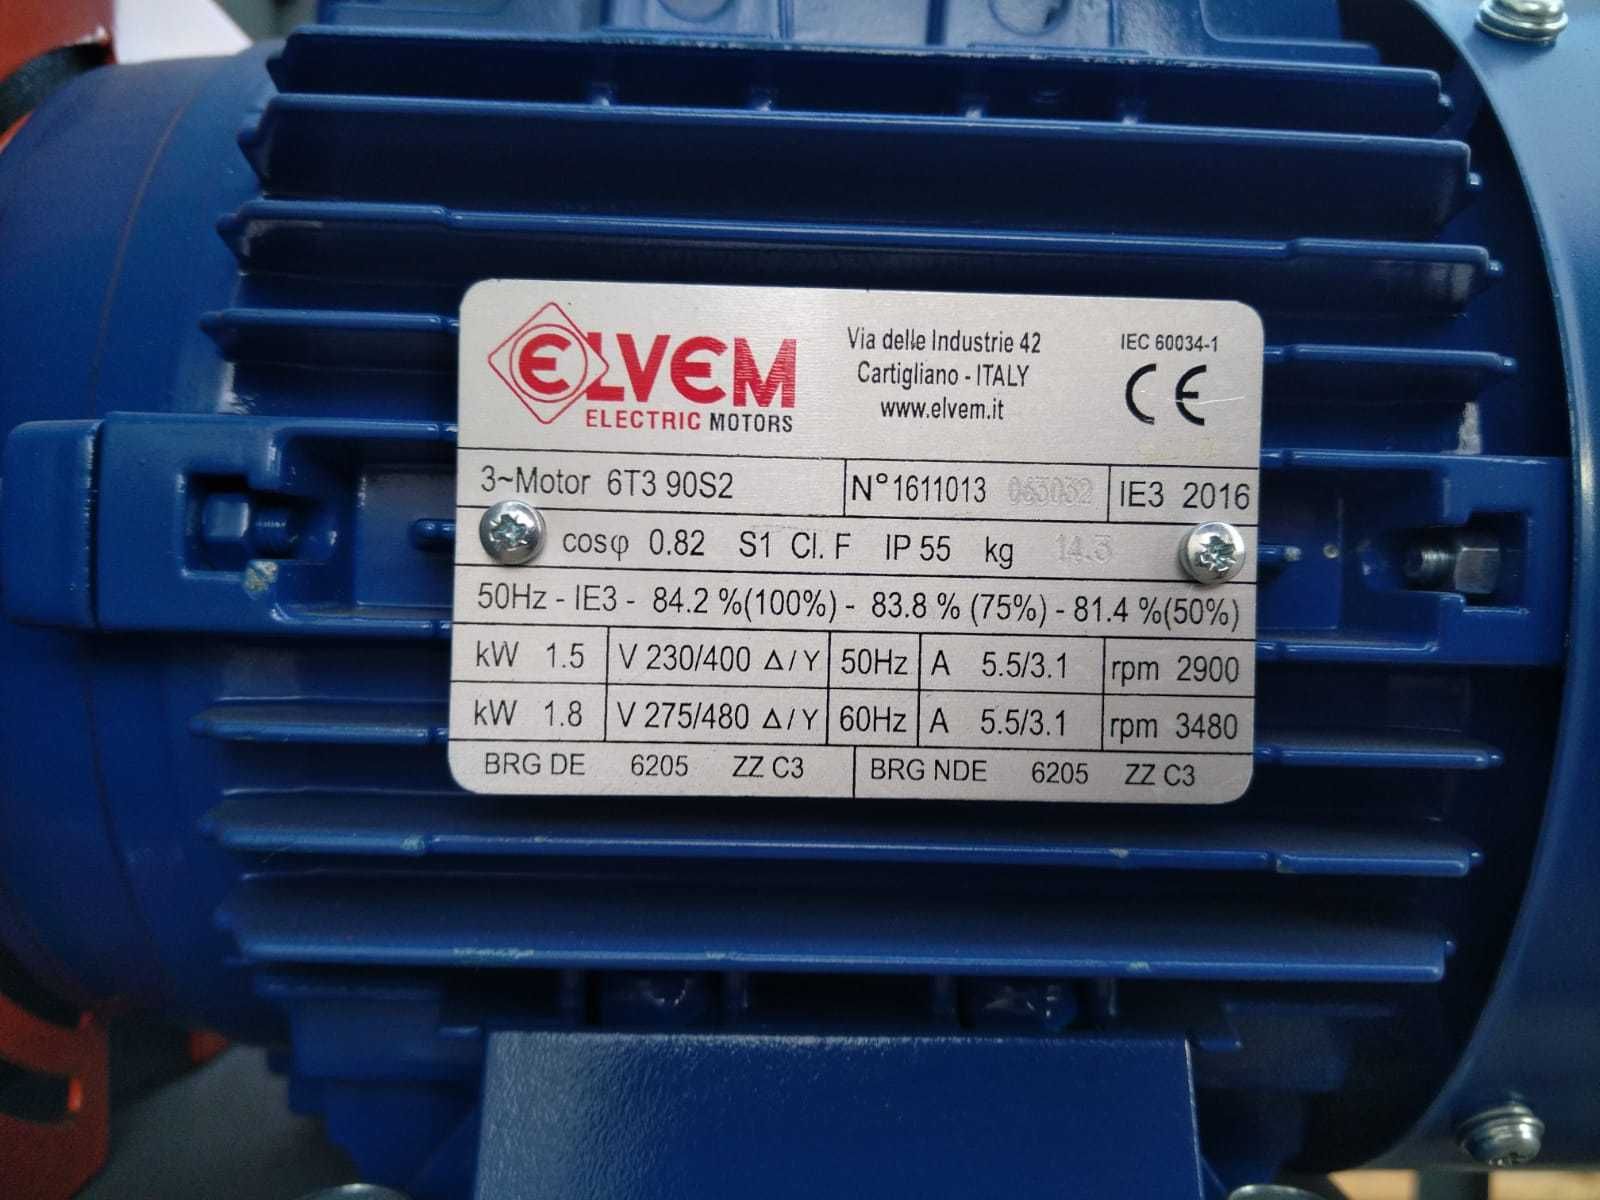 ELVEM
ELECTRIC MOTORS
Via delle Industrie 42
Cartigliano - ITALY
www.elvem.it
IEC 60034-1
CE
3~Motor 6T3 90S2 N° 1611013 063032 IE3 2016
cosφ 0.82 S1 Cl. F IP 55 kg 14.3
50Hz - IE3 - 84.2 %(100%) - 83.8 % (75%) - 81.4 %(50%)
kW 1.5 V 230/400 Δ/Y 50Hz A 5.5/3.1 rpm 2900
kW 1.8 V 275/480 Δ/Y 60Hz A 5.5/3.1 rpm 3480
BRG DE 6205 ZZ C3 BRG NDE 6205 ZZ C3